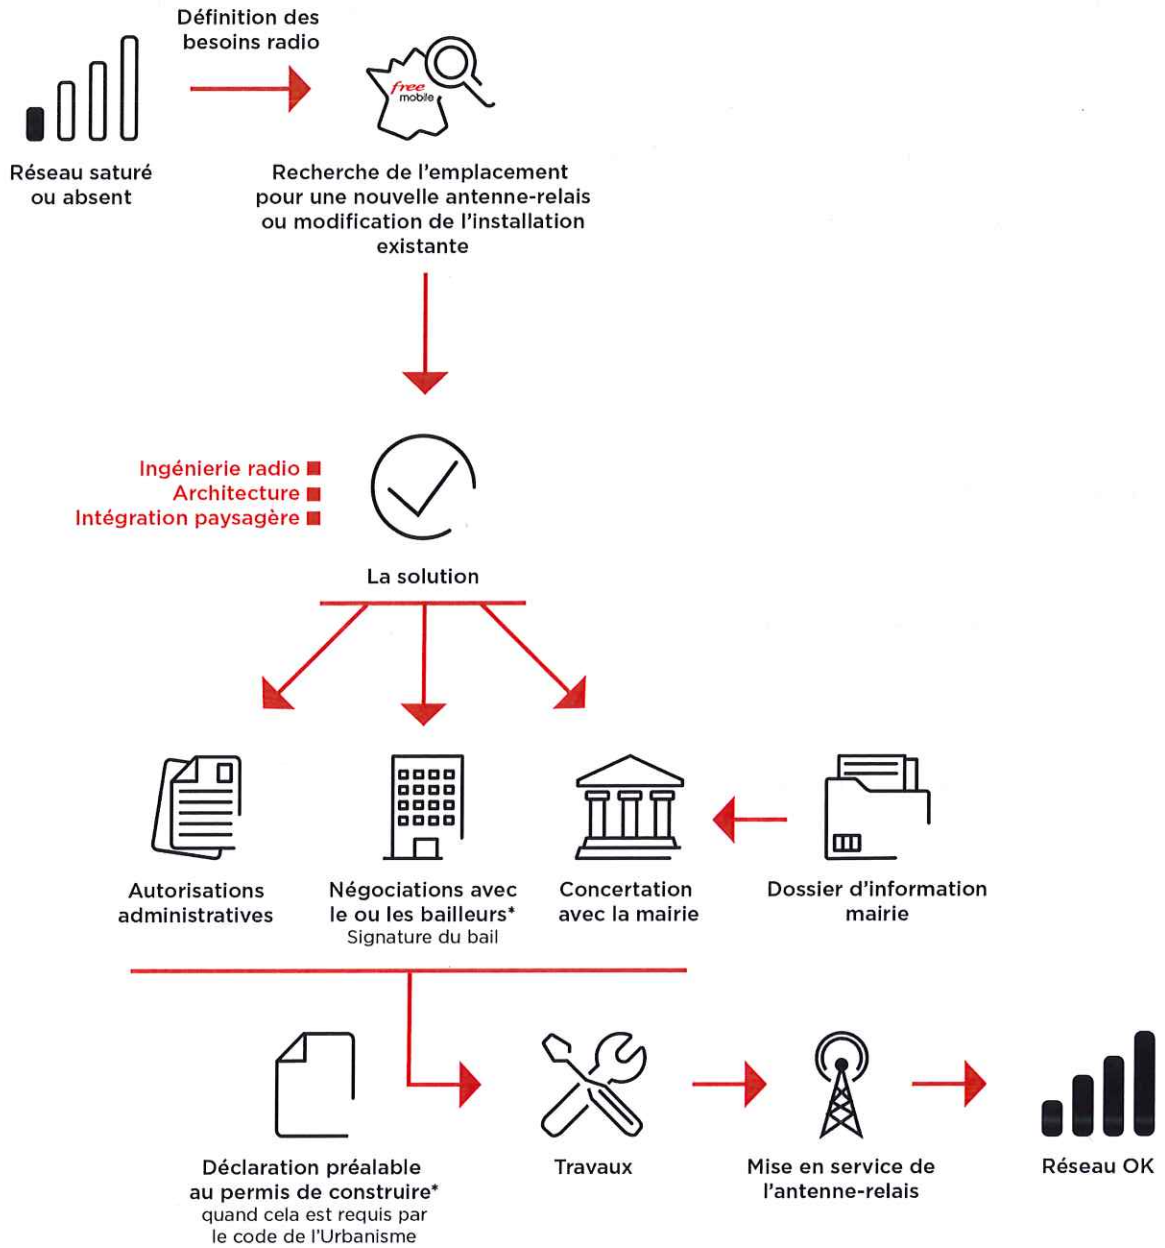 Définition des
besoins radio
free
mobile
Réseau saturé
ou absent
Recherche de l'emplacement
pour une nouvelle antenne-relais
ou modification de l'installation
existante
Ingénierie radio
Architecture
Intégration paysagère
La solution
Autorisations
administratives
Négociations avec
le ou les bailleurs*
Signature du bail
Concertation
avec la mairie
Dossier d'information
mairie
Déclaration préalable
au permis de construire*
quand cela est requis par
le code de l'Urbanisme
Travaux
Mise en service de
l'antenne-relais
Réseau OK